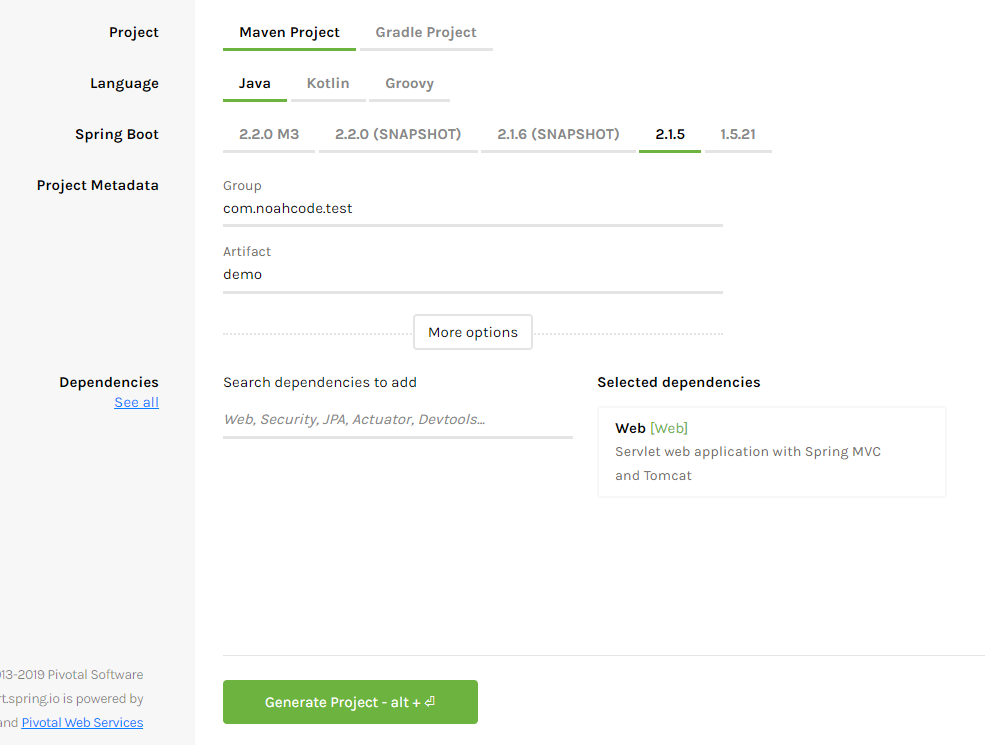 Project
Maven Project Gradle Project
Language
Java Kotlin Groovy
Spring Boot
2.2.0 M3 2.2.0 (SNAPSHOT) 2.1.6 (SNAPSHOT) 2.1.5 1.5.21
Project Metadata
Group
com.noahcode.test
Artifact
demo
More options
Dependencies
See all
Search dependencies to add
Web, Security, JPA, Actuator, Devtools...
Selected dependencies
Web [Web]
Servlet web application with Spring MVC
and Tomcat
13-2019 Pivotal Software
t.spring.io is powered by
and Pivotal Web Services
Generate Project - alt + ⏎